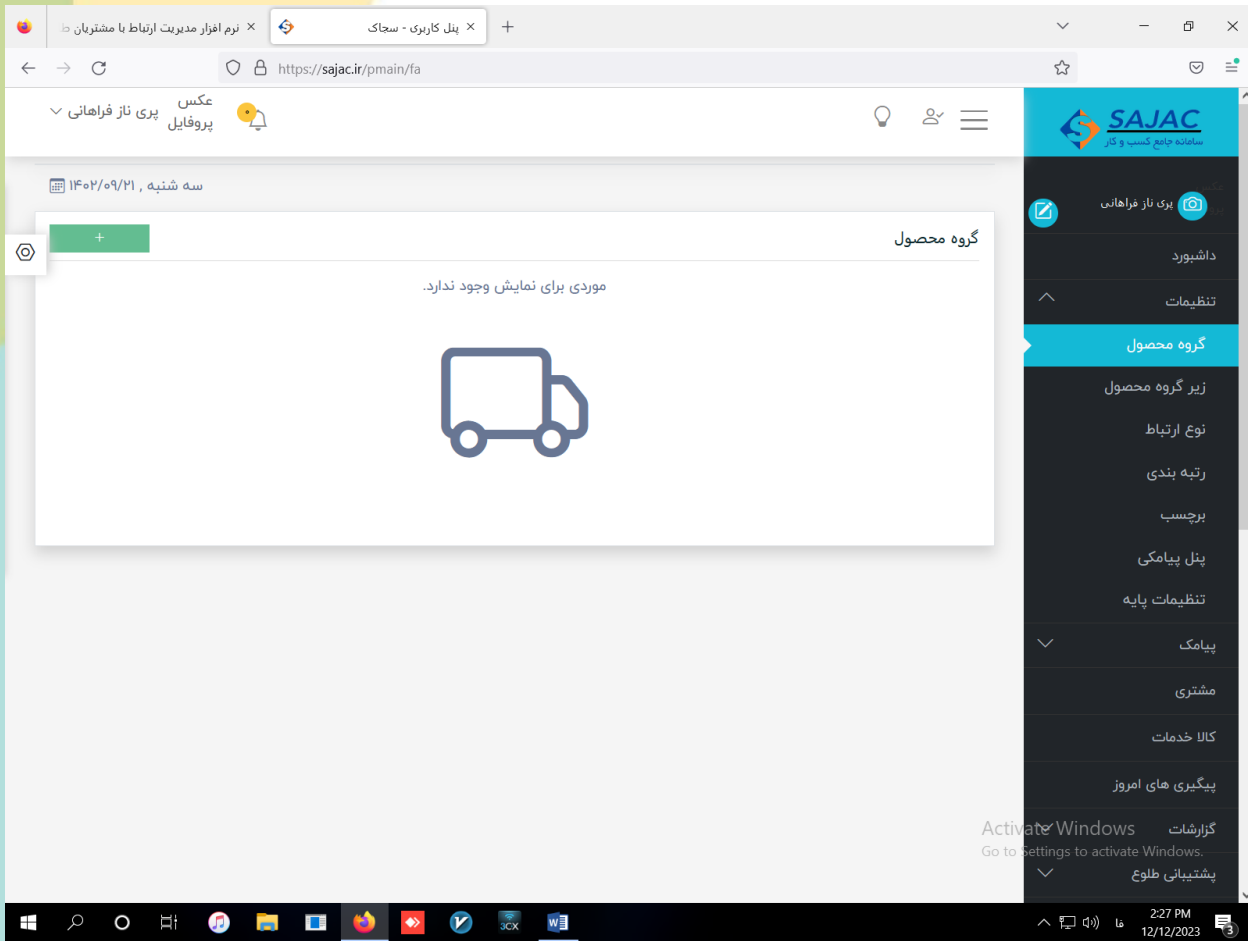 نرم افزار مدیریت ارتباط با مشتریان ط
پنل کاربری - سجاک
https://sajac.ir/pmain/fa
SAJAC
سامانه جامع کسب و کار
عکس پروفایل
پری ناز فراهانی
سه شنبه , ۱۴۰۲/۰۹/۲۱
گروه محصول
+
موردی برای نمایش وجود ندارد.
پری ناز فراهانی
داشبورد
تنظیمات
گروه محصول
زیر گروه محصول
نوع ارتباط
رتبه بندی
برچسب
پنل پیامکی
تنظیمات پایه
پیامک
مشتری
کالا خدمات
پیگیری های امروز
گزارشات
پشتیبانی طلوع
Activate Windows
Go to Settings to activate Windows.
3CX
فا
2:27 PM
12/12/2023
3